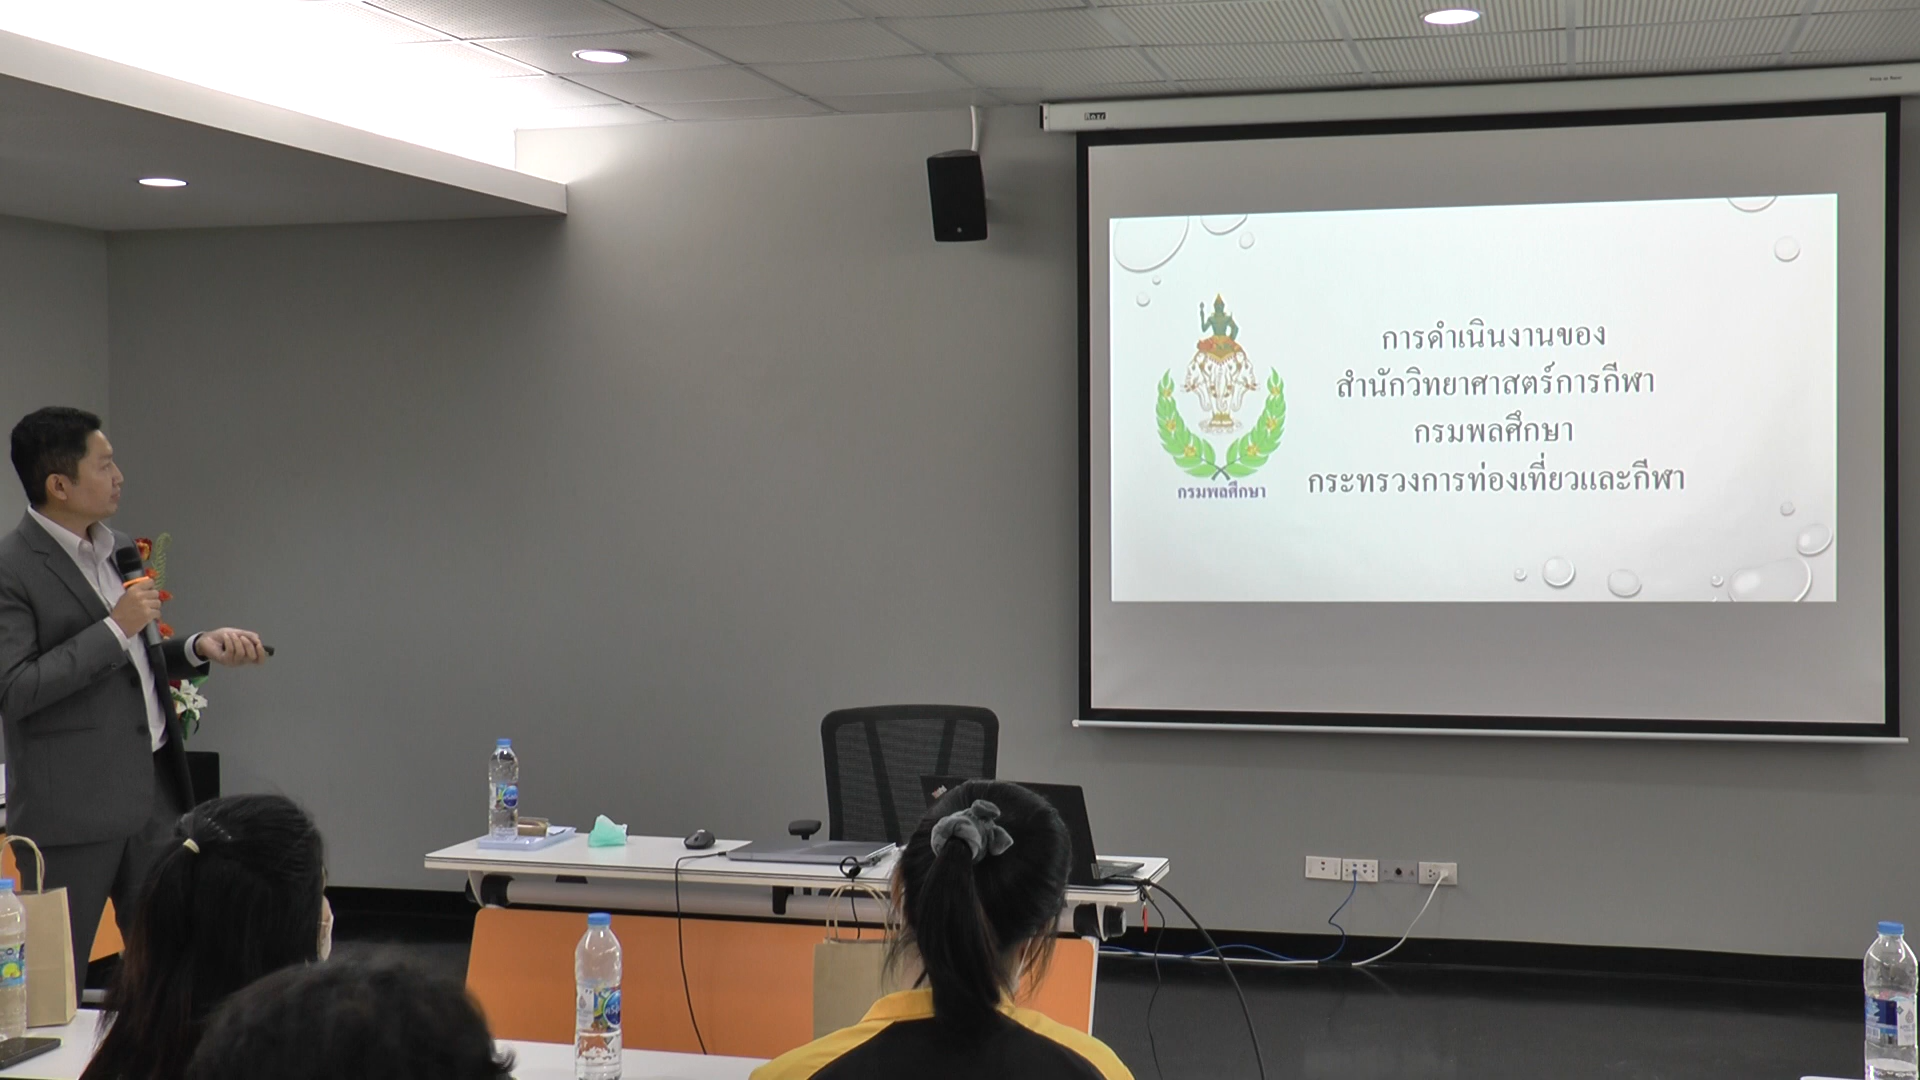 การดำเนินงานของ
สำนักวิทยาศาสตร์การกีฬา
กรมพลศึกษา
กระทรวงการท่องเที่ยวและกีฬา
กรมพลศึกษา